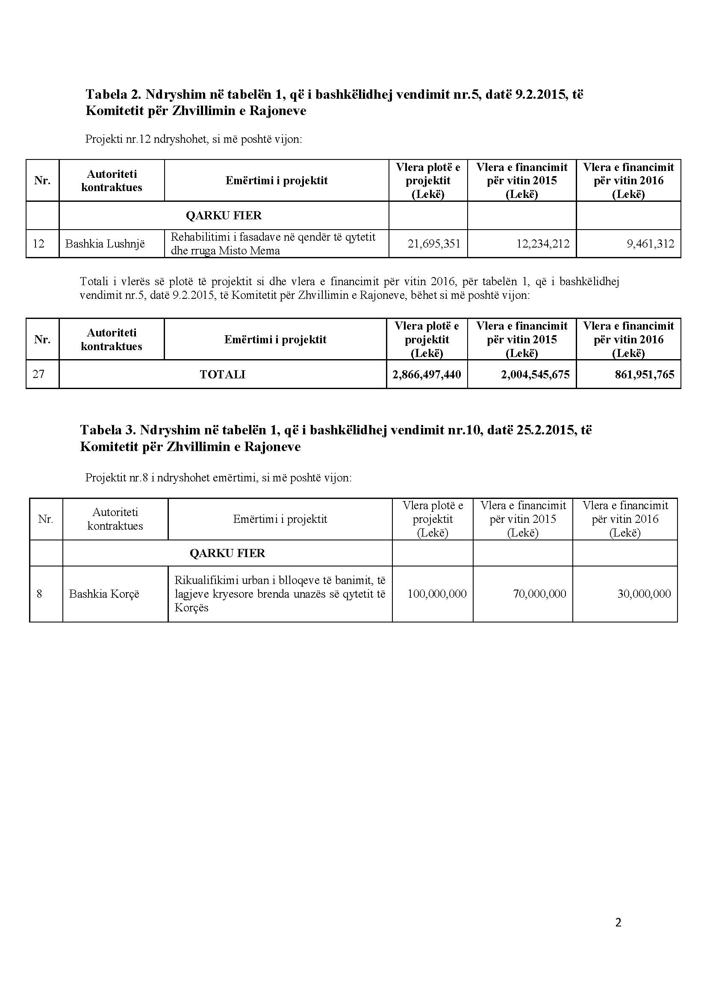 Tabela 2. Ndryshim në tabelën 1, që i bashkëlidhej vendimit nr.5, datë 9.2.2015, të
Komitetit për Zhvillimin e Rajoneve
Projekti nr.12 ndryshohet, si më poshtë vijon:
Nr. Autoriteti kontraktues Emërtimi i projektit Vlera plotë e projektit (Lekë) Vlera e financimit për vitin 2015 (Lekë) Vlera e financimit për vitin 2016 (Lekë)
QARKU FIER
12 Bashkia Lushnjë Rehabilitimi i fasadave në qendër të qytetit dhe rruga Misto Mema 21,695,351 12,234,212 9,461,312
Totali i vlerës së plotë të projektit si dhe vlera e financimit për vitin 2016, për tabelën 1, që i bashkëlidhej
vendimit nr.5, datë 9.2.2015, të Komitetit për Zhvillimin e Rajoneve, bëhet si më poshtë vijon:
Nr. Autoriteti kontraktues Emërtimi i projektit Vlera plotë e projektit (Lekë) Vlera e financimit për vitin 2015 (Lekë) Vlera e financimit për vitin 2016 (Lekë)
27 TOTALI 2,866,497,440 2,004,545,675 861,951,765
Tabela 3. Ndryshim në tabelën 1, që i bashkëlidhej vendimit nr.10, datë 25.2.2015, të
Komitetit për Zhvillimin e Rajoneve
Projektit nr.8 i ndryshohet emërtimi, si më poshtë vijon:
Nr. Autoriteti kontraktues Emërtimi i projektit Vlera plotë e projektit (Lekë) Vlera e financimit për vitin 2015 (Lekë) Vlera e financimit për vitin 2016 (Lekë)
QARKU FIER
8 Bashkia Korçë Rikualifikimi urban i blloqeve të banimit, të lagjeve kryesore brenda unazës së qytetit të Korçës 100,000,000 70,000,000 30,000,000
2